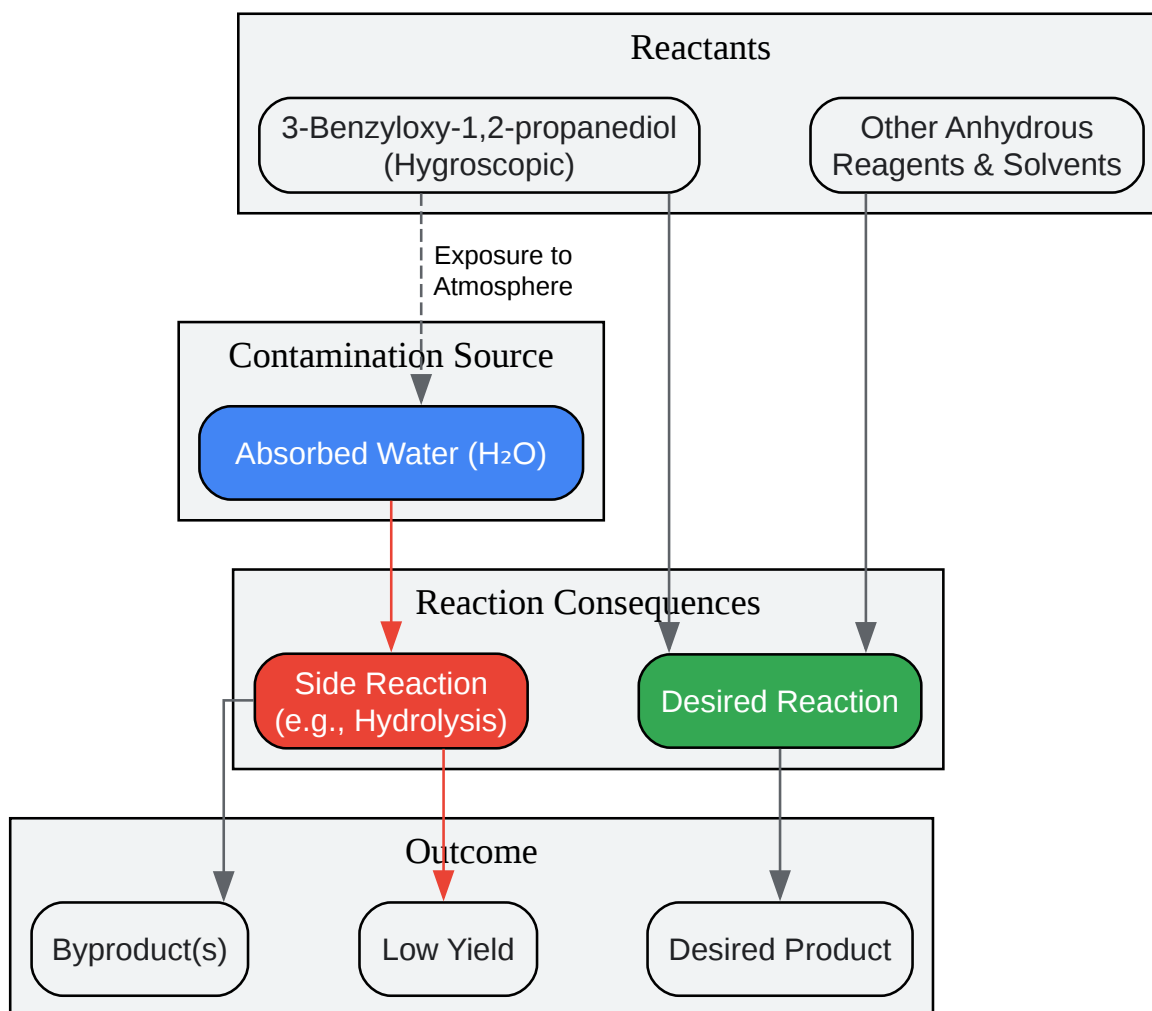 Reactants
3-Benzyloxy-1,2-propanediol
(Hygroscopic)
Other Anhydrous
Reagents & Solvents
Exposure to
Atmosphere
Contamination Source
Absorbed Water (H₂O)
Reaction Consequences
Side Reaction
(e.g., Hydrolysis)
Desired Reaction
Outcome
Byproduct(s)
Low Yield
Desired Product